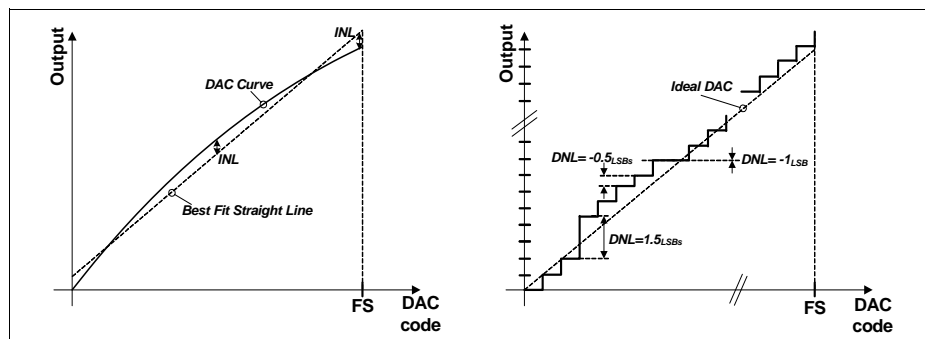 Output
INL
DAC Curve
INL
Best Fit Straight Line
FS
DAC
code
Output
Ideal DAC
DNL= -0.5LSBs
DNL= -1LSB
DNL=1.5LSBs
FS
DAC
code